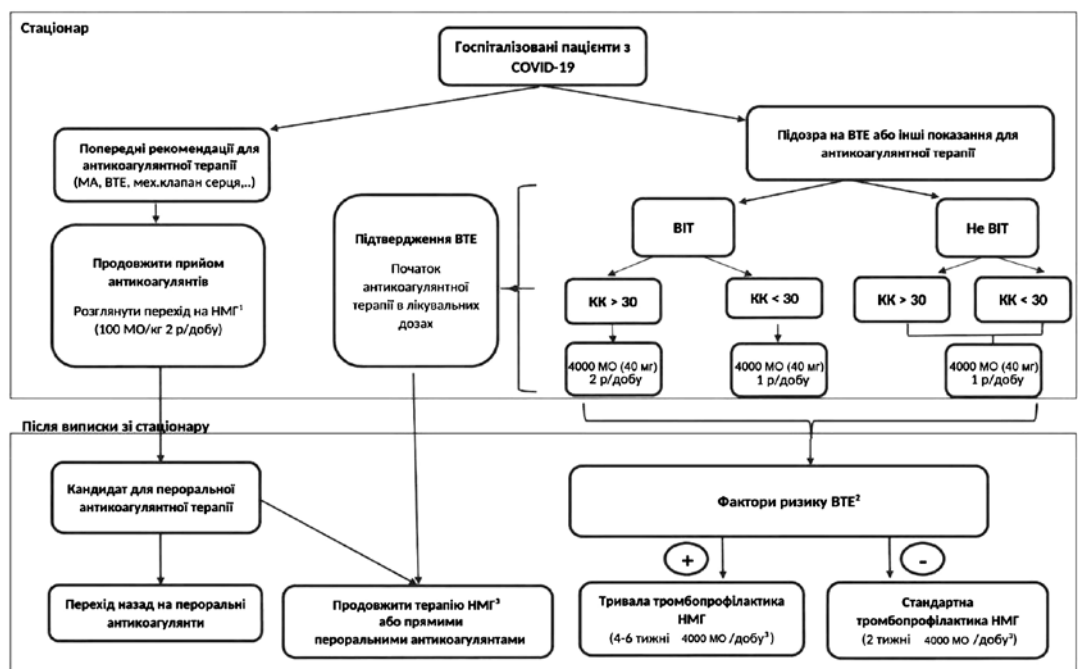 Стаціонар
Госпіталізовані пацієнти з
COVID-19
Попередні рекомендації для
антикоагулянтної терапії
(МА, ВТЕ, мех.клапан серця,..)
Підозра на ВТЕ або інші показання для
антикоагулянтної терапії
Продовжити прийом
антикоагулянтів
Розглянути перехід на НМГ¹
(100 МО/кг 2 р/добу)
Підтвердження ВТЕ
Початок
антикоагулянтної
терапії в лікувальних
дозах
ВІТ
Не ВІТ
КК > 30
КК < 30
КК > 30
КК < 30
4000 МО (40 мг)
2 р/добу
4000 МО (40 мг)
1 р/добу
4000 МО (40 мг)
1 р/добу
Після виписки зі стаціонару
Кандидат для пероральної
антикоагулянтної терапії
Фактори ризику ВТЕ²
+
-
Перехід назад на пероральні
антикоагулянти
Продовжити терапію НМГ³
або прямими
пероральними антикоагулянтами
Тривала тромбопрофілактика
НМГ
(4-6 тижні 4000 МО /добу³)
Стандартна
тромбопрофілактика НМГ
(2 тижні 4000 МО /добу³)